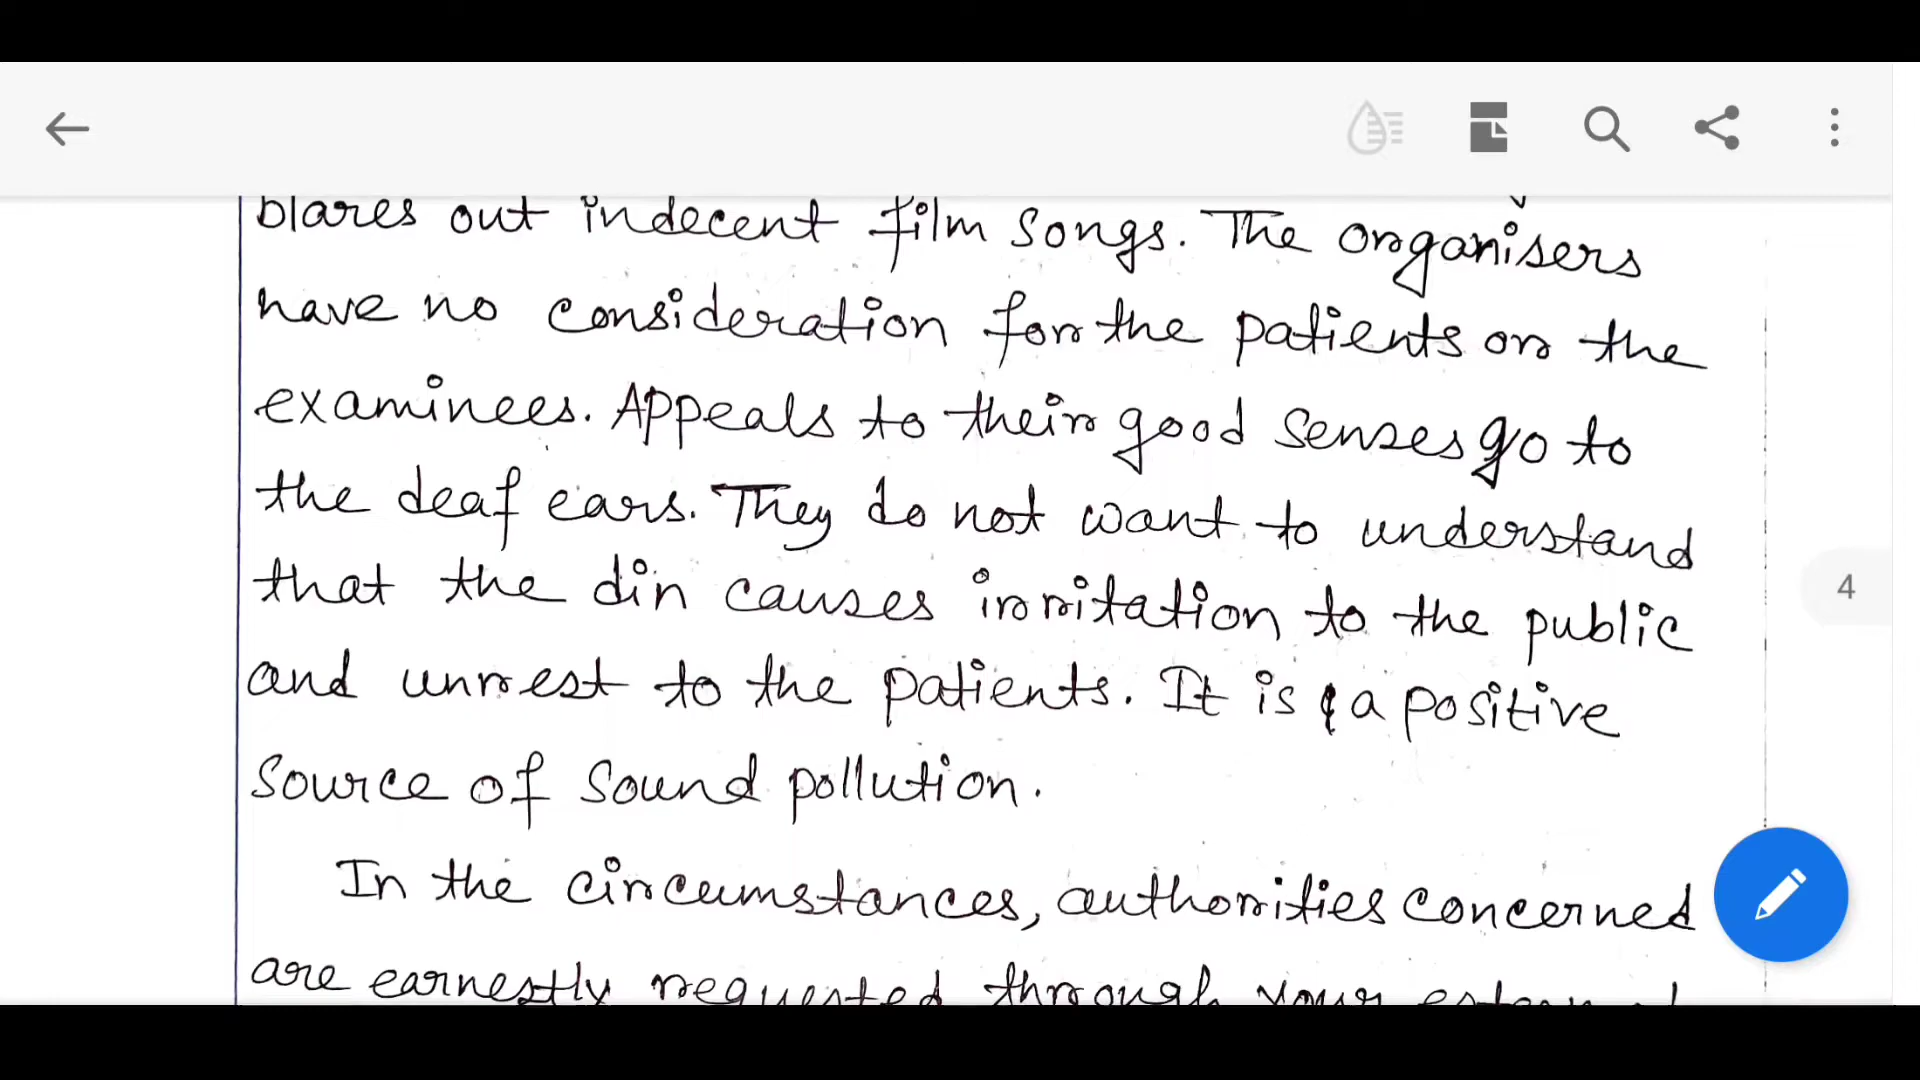 blares out indecent film songs. The organisers
have no consideration for the patients or the
examinees. Appeals to their good senses go to
the deaf ears. They do not want to understand
that the din causes irritation to the public
and unrest to the patients. It is a positive
source of sound pollution.
In the circumstances, authorities concerned
are earnestly requested through your
4